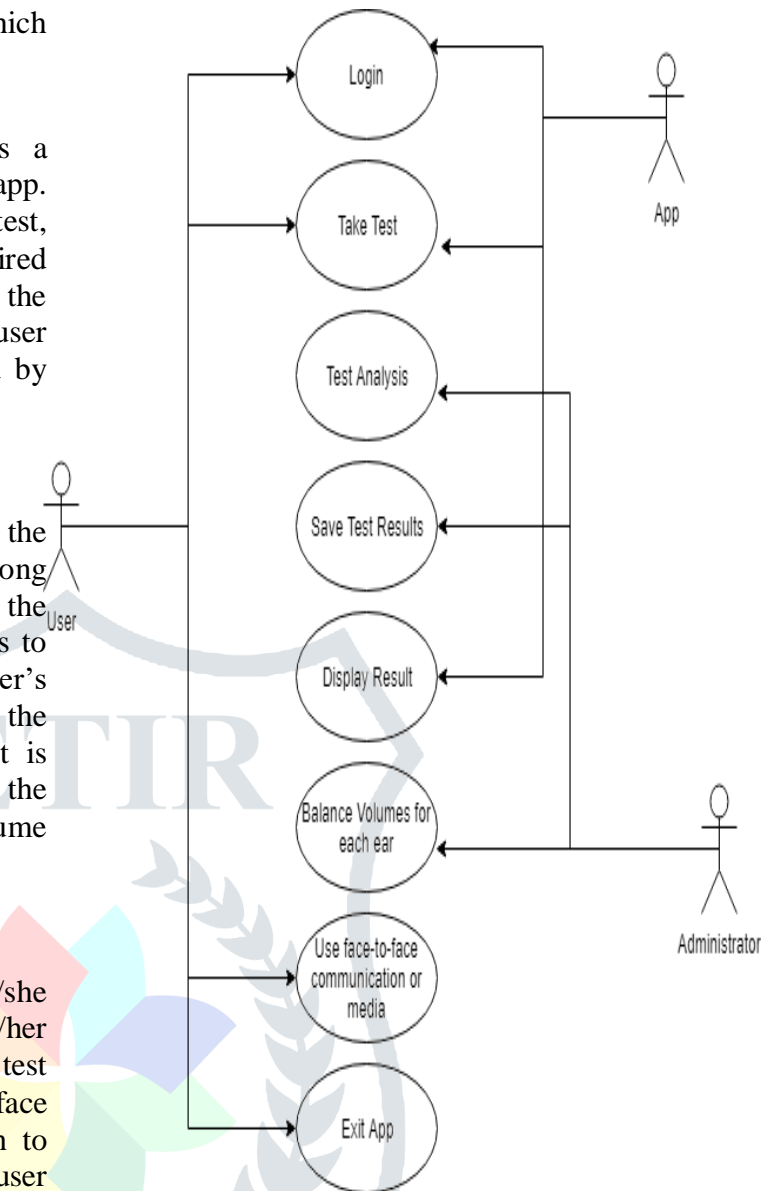 hich
s a
app.
test,
ired
the
user
by
the
ong
the
s to
er's
the
t is
the
ume
/she
/her
test
face
n to
user
Login
Take Test
Test Analysis
Save Test Results
Display Result
Balance Volumes for
each ear
Use face-to-face
communication or
media
Exit App
User
App
Administrator
TIR